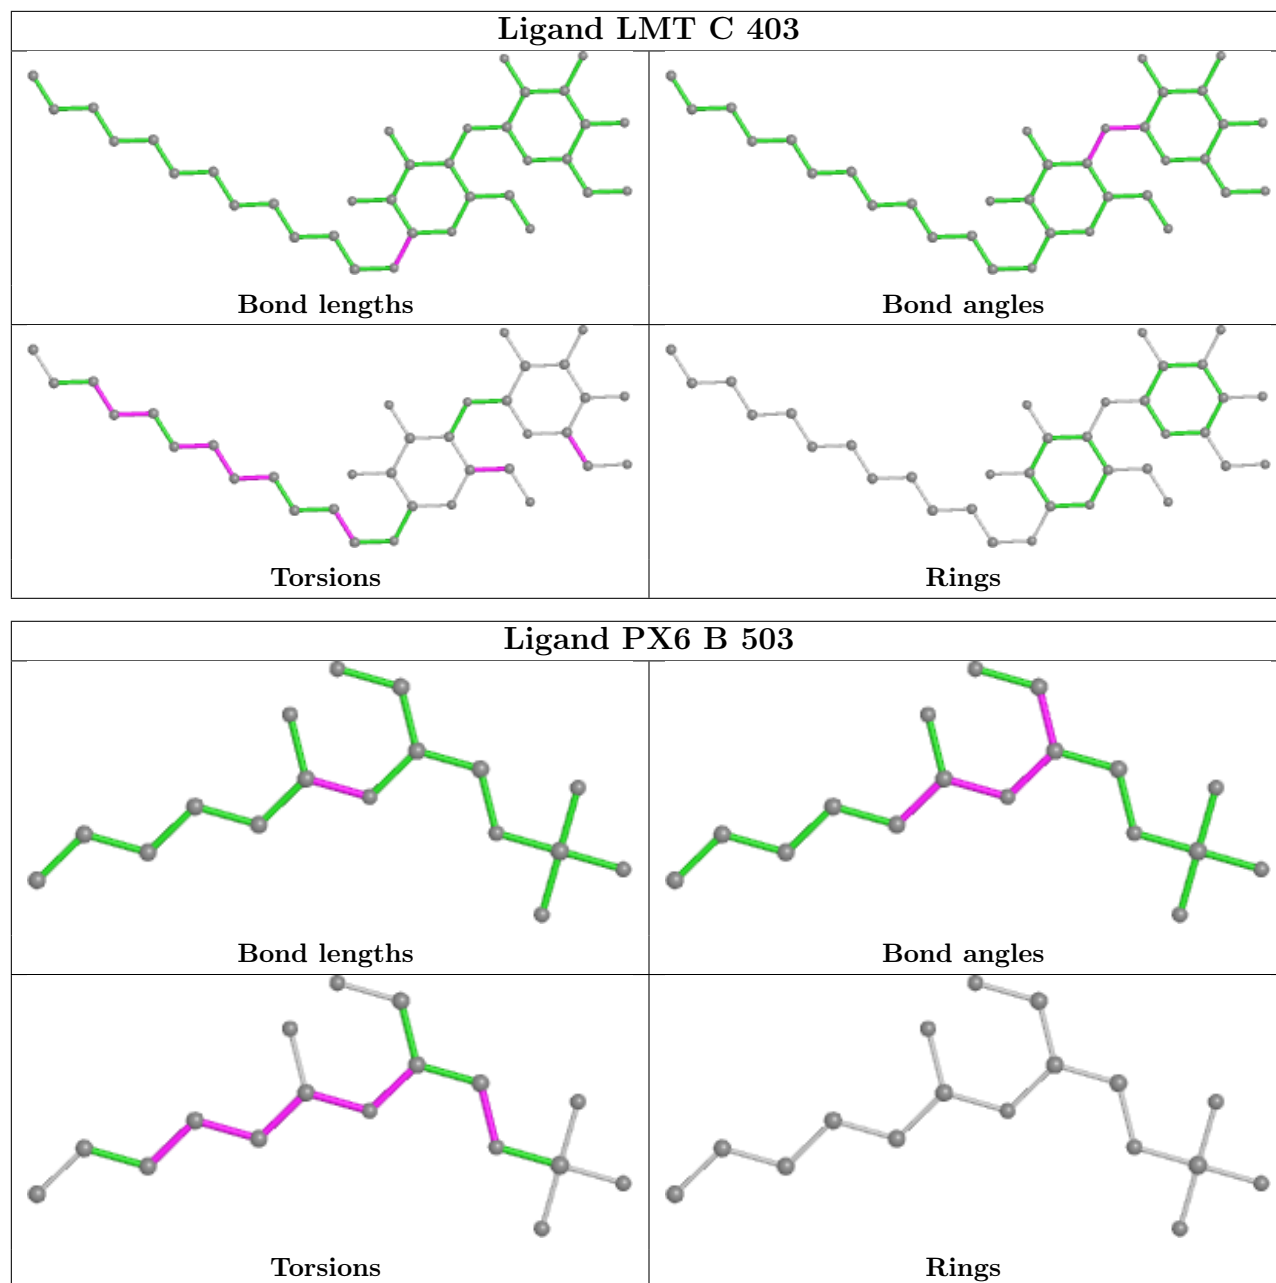 Ligand LMT C 403
Bond lengths
Bond angles
Torsions
Rings
Ligand PX6 B 503
Bond lengths
Bond angles
Torsions
Rings